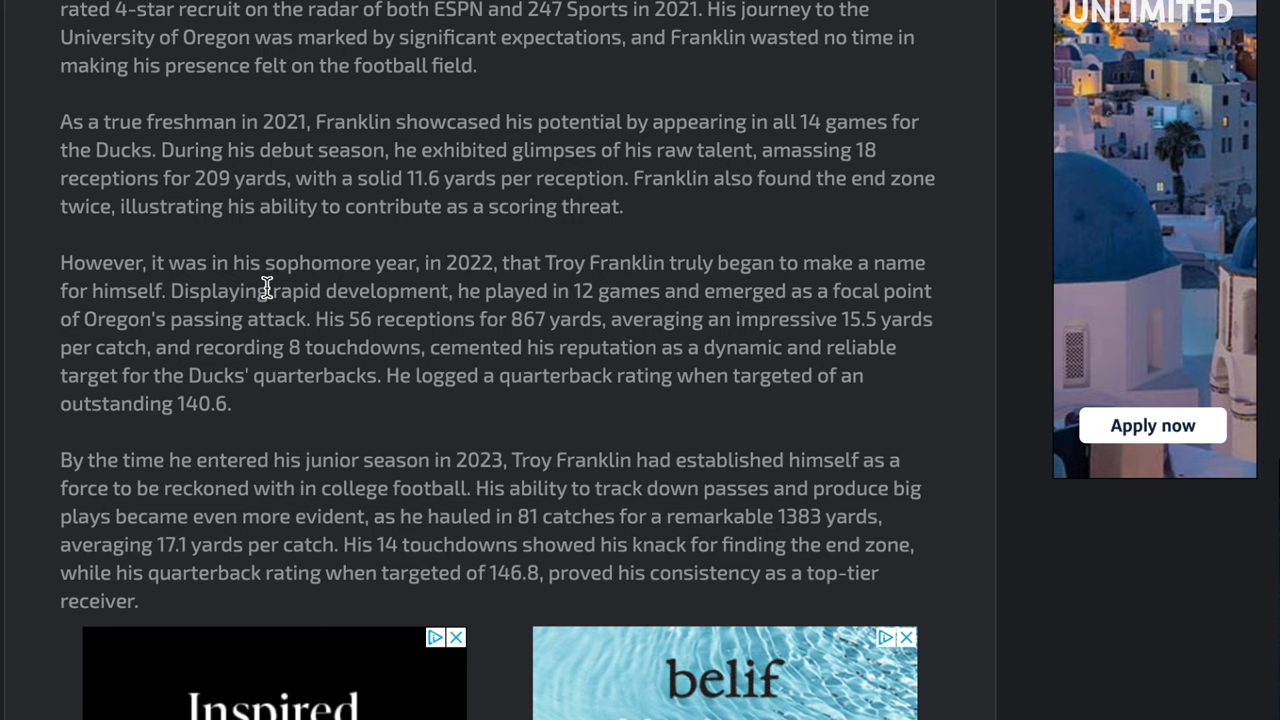 rated 4-star recruit on the radar of both ESPN and 247 Sports in 2021. His journey to the
University of Oregon was marked by significant expectations, and Franklin wasted no time in
making his presence felt on the football field.
As a true freshman in 2021, Franklin showcased his potential by appearing in all 14 games for
the Ducks. During his debut season, he exhibited glimpses of his raw talent, amassing 18
receptions for 209 yards, with a solid 11.6 yards per reception. Franklin also found the end zone
twice, illustrating his ability to contribute as a scoring threat.
However, it was in his sophomore year, in 2022, that Troy Franklin truly began to make a name
for himself. Displaying rapid development, he played in 12 games and emerged as a focal point
of Oregon's passing attack. His 56 receptions for 867 yards, averaging an impressive 15.5 yards
per catch, and recording 8 touchdowns, cemented his reputation as a dynamic and reliable
target for the Ducks' quarterbacks. He logged a quarterback rating when targeted of an
outstanding 140.6.
By the time he entered his junior season in 2023, Troy Franklin had established himself as a
force to be reckoned with in college football. His ability to track down passes and produce big
plays became even more evident, as he hauled in 81 catches for a remarkable 1383 yards,
averaging 17.1 yards per catch. His 14 touchdowns showed his knack for finding the end zone,
while his quarterback rating when targeted of 146.8, proved his consistency as a top-tier
receiver.
Inspired
belif
UNLIMITED
Apply now